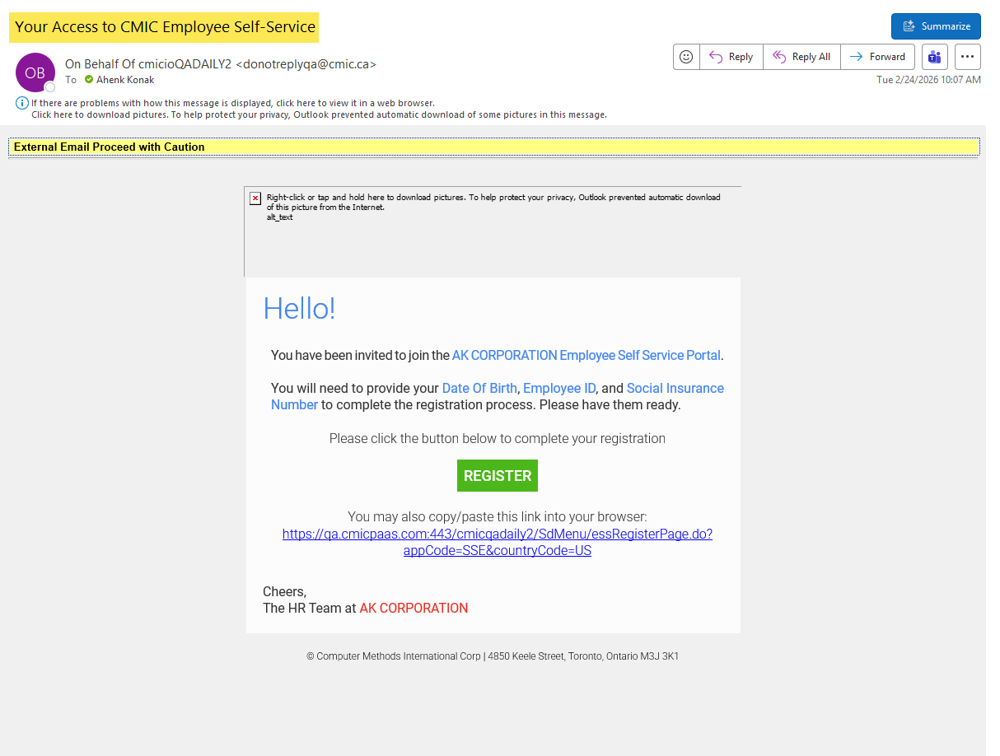 Your Access to CMIC Employee Self-Service
Summarize
OB
On Behalf Of cmicioQADAILY2 <donotreplyqa@cmic.ca>
To Ahenk Konak
Reply
Reply All
Forward
Tue 2/24/2026 10:07 AM
If there are problems with how this message is displayed, click here to view it in a web browser.
Click here to download pictures. To help protect your privacy, Outlook prevented automatic download of some pictures in this message.
External Email Proceed with Caution
Right-click or tap and hold here to download pictures. To help protect your privacy, Outlook prevented automatic download
of this picture from the Internet.
alt_text
Hello!
You have been invited to join the AK CORPORATION Employee Self Service Portal.
You will need to provide your Date Of Birth, Employee ID, and Social Insurance
Number to complete the registration process. Please have them ready.
Please click the button below to complete your registration
REGISTER
You may also copy/paste this link into your browser:
https://qa.cmicpaas.com:443/cmicqadaily2/SdMenu/essRegisterPage.do?
appCode=SSE&countryCode=US
Cheers,
The HR Team at AK CORPORATION
© Computer Methods International Corp | 4850 Keele Street, Toronto, Ontario M3J 3K1